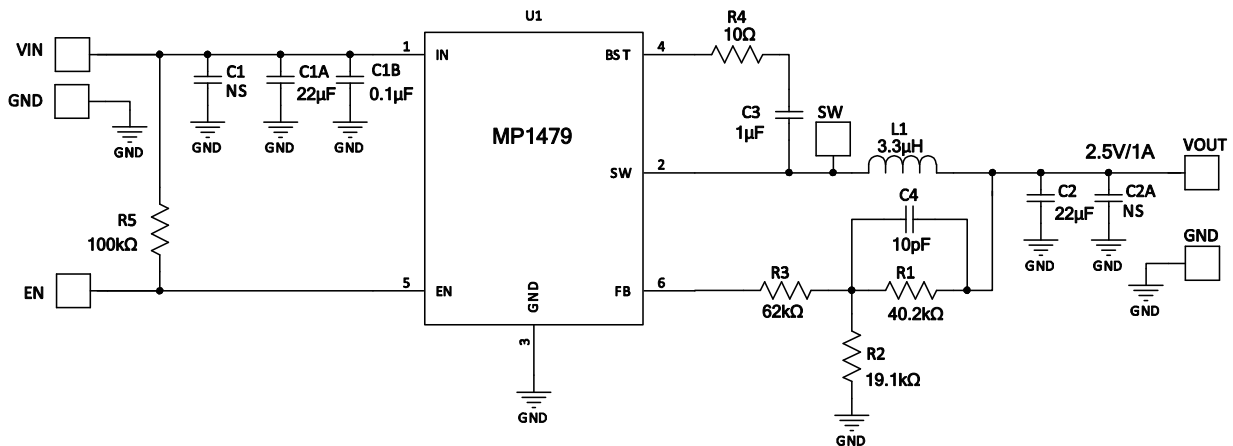 U1
VIN
GND
GND
C1
NS
GND
C1A
22µF
GND
C1B
0.1µF
GND
R5
100kΩ
EN
1
IN
5
EN
MP1479
GND
3
GND
BST
4
SW
2
FB
6
R4
10Ω
C3
1µF
SW
L1
3.3µH
C4
10pF
R3
62kΩ
R1
40.2kΩ
R2
19.1kΩ
GND
2.5V/1A
VOUT
C2
22µF
GND
C2A
NS
GND
GND
GND